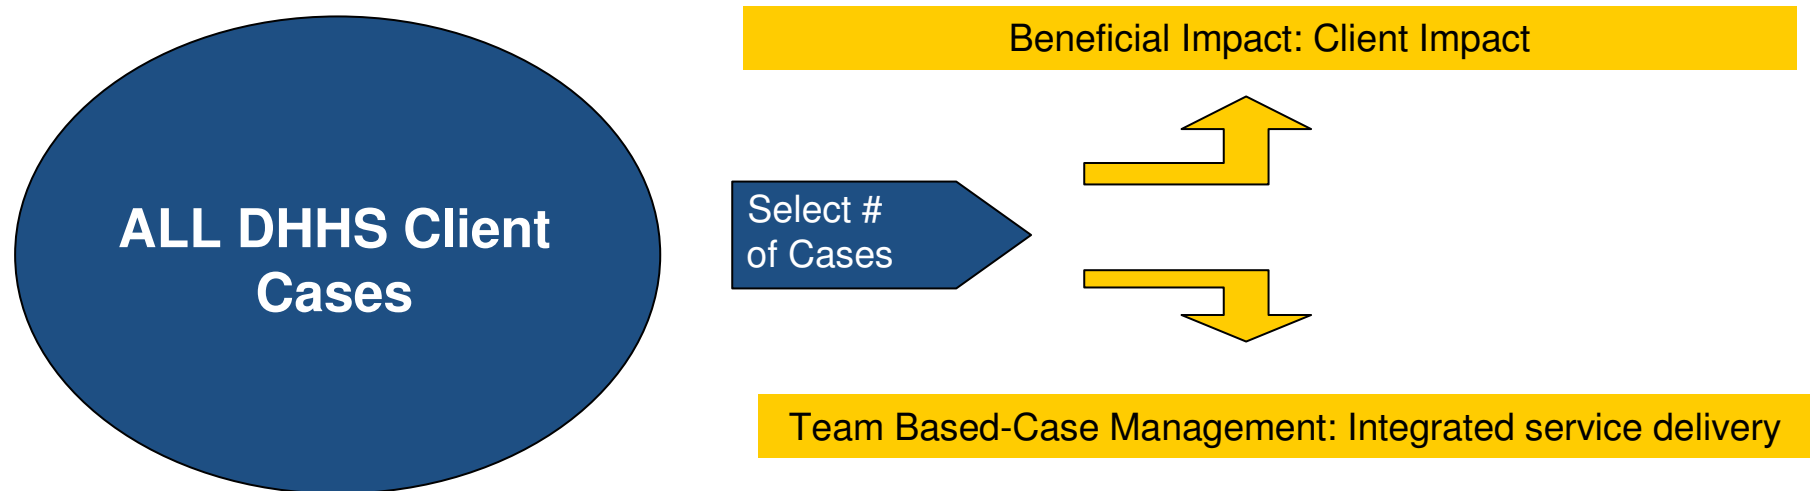 Beneficial Impact: Client Impact
ALL DHHS Client
Cases
Select #
of Cases
Team Based-Case Management: Integrated service delivery